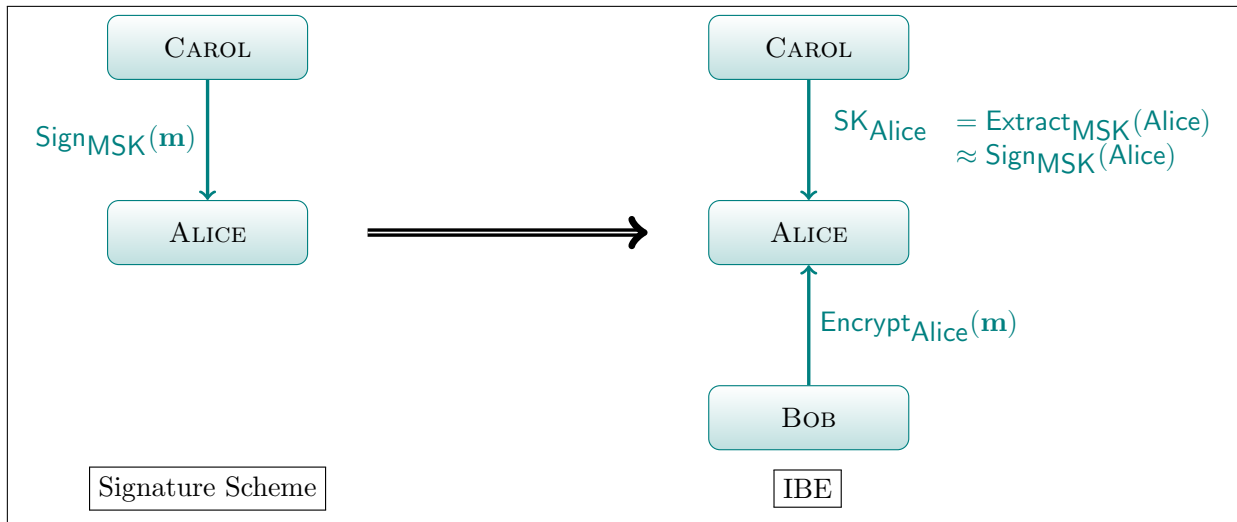 CAROL
Sign_MSK(m)
ALICE
Signature Scheme
CAROL
SK_Alice = Extract_MSK(Alice)
≈ Sign_MSK(Alice)
ALICE
Encrypt_Alice(m)
BOB
IBE